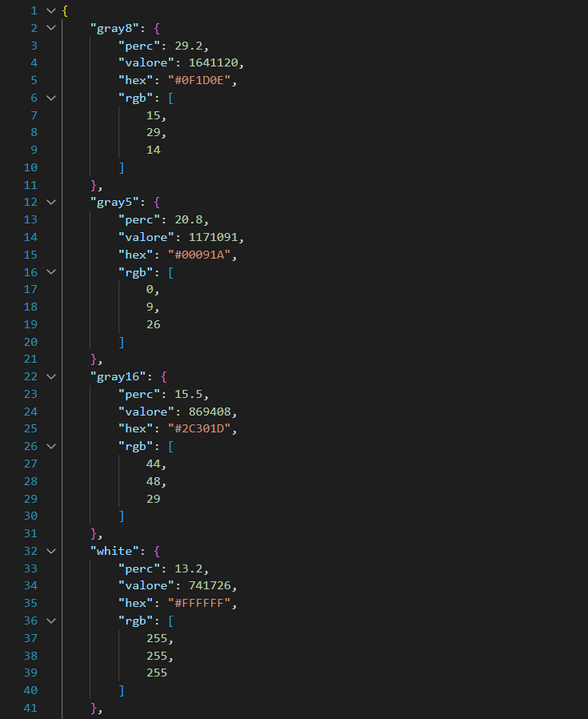 1 {
2 "gray8": {
3 "perc": 29.2,
4 "valore": 1641120,
5 "hex": "#0F1D0E",
6 "rgb": [
7 15,
8 29,
9 14
10 ]
11 },
12 "gray5": {
13 "perc": 20.8,
14 "valore": 1171091,
15 "hex": "#00091A",
16 "rgb": [
17 0,
18 9,
19 26
20 ]
21 },
22 "gray16": {
23 "perc": 15.5,
24 "valore": 869408,
25 "hex": "#2C301D",
26 "rgb": [
27 44,
28 48,
29 29
30 ]
31 },
32 "white": {
33 "perc": 13.2,
34 "valore": 741726,
35 "hex": "#FFFFFF",
36 "rgb": [
37 255,
38 255,
39 255
40 ]
41 },